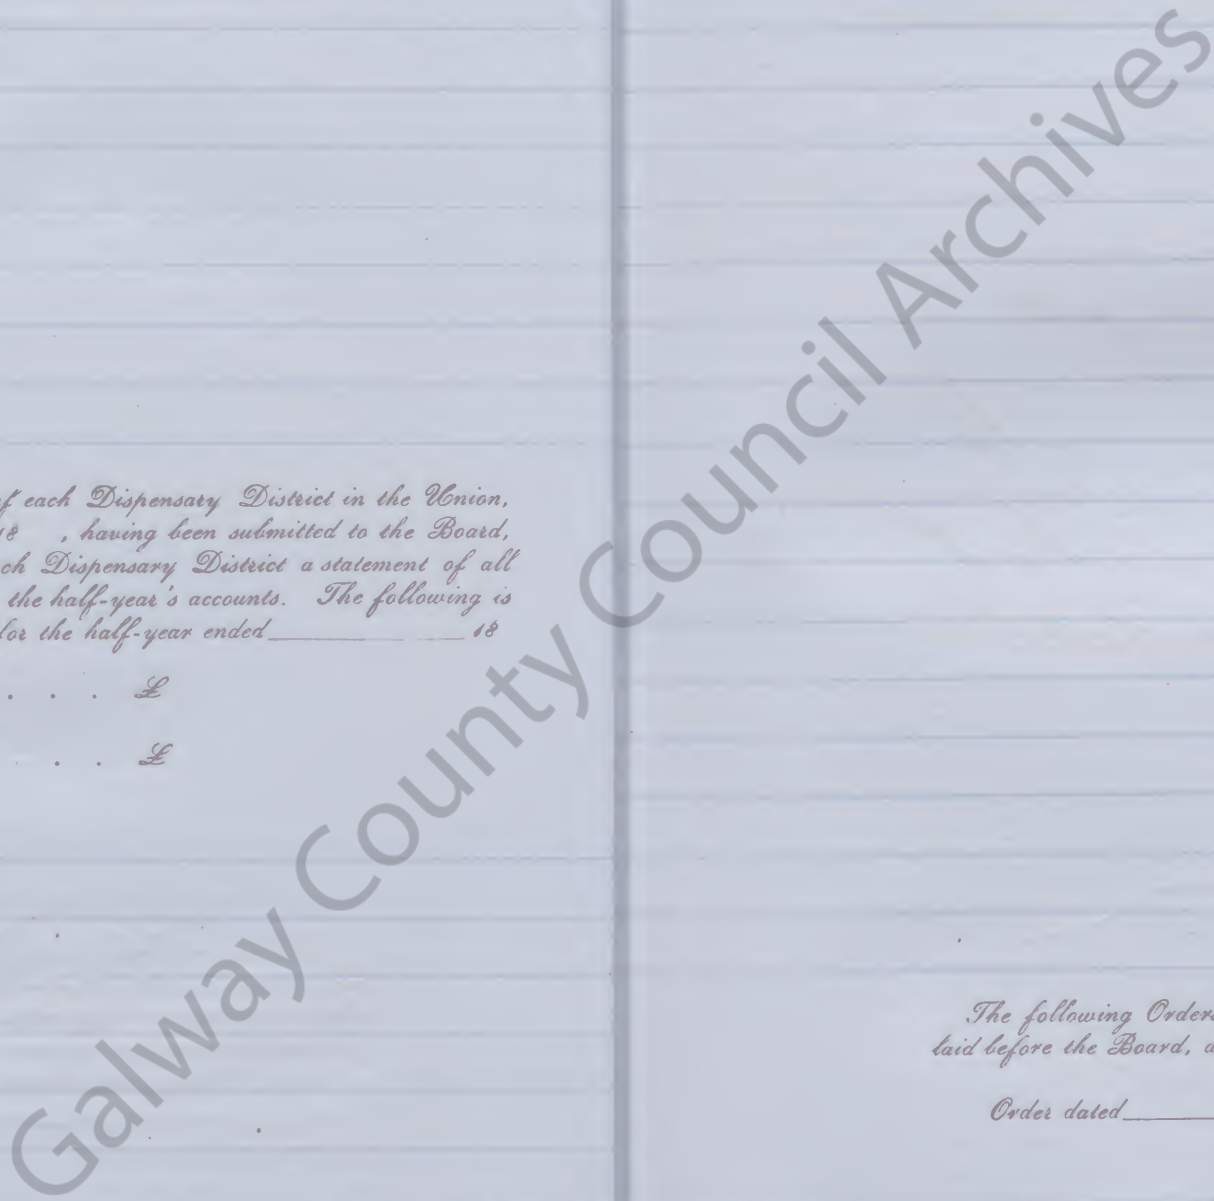 f each Dispensary District in the Union,
18 , having been submitted to the Board,
ch Dispensary District a statement of all
the half-year's accounts. The following is
for the half-year ended 18
. . . £
. . £
The following Orders
laid before the Board, a
Order dated
Galway County Council Archives